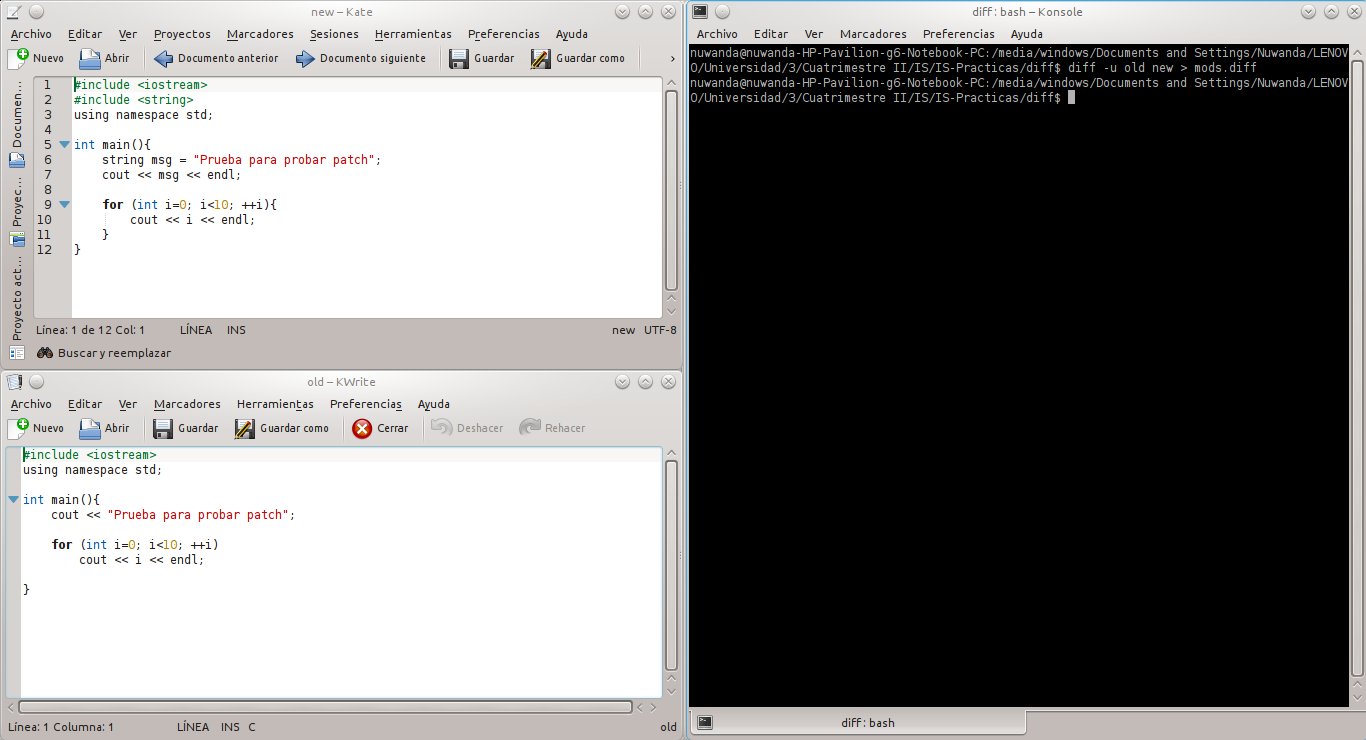 new – Kate
Archivo Editar Ver Proyectos Marcadores Sesiones Herramientas Preferencias Ayuda
Nuevo Abrir Documento anterior Documento siguiente Guardar Guardar como
Documen...
Proyec...
Proyecto act...
1 #include <iostream>
2 #include <string>
3 using namespace std;
4
5 int main(){
6 string msg = "Prueba para probar patch";
7 cout << msg << endl;
8
9 for (int i=0; i<10; ++i){
10 cout << i << endl;
11 }
12 }
Línea: 1 de 12 Col: 1 LÍNEA INS new UTF-8
Buscar y reemplazar
old – KWrite
Archivo Editar Ver Marcadores Herramientas Preferencias Ayuda
Nuevo Abrir Guardar Guardar como Cerrar Deshacer Rehacer
#include <iostream>
using namespace std;
int main(){
cout << "Prueba para probar patch";
for (int i=0; i<10; ++i)
cout << i << endl;
}
Línea: 1 Columna: 1 LÍNEA INS C old
diff : bash – Konsole
Archivo Editar Ver Marcadores Preferencias Ayuda
nuwanda@nuwanda-HP-Pavilion-g6-Notebook-PC:/media/windows/Documents and Settings/Nuwanda/LENOV
O/Universidad/3/Cuatrimestre II/IS/IS-Practicas/diff$ diff -u old new > mods.diff
nuwanda@nuwanda-HP-Pavilion-g6-Notebook-PC:/media/windows/Documents and Settings/Nuwanda/LENOV
O/Universidad/3/Cuatrimestre II/IS/IS-Practicas/diff$
diff : bash